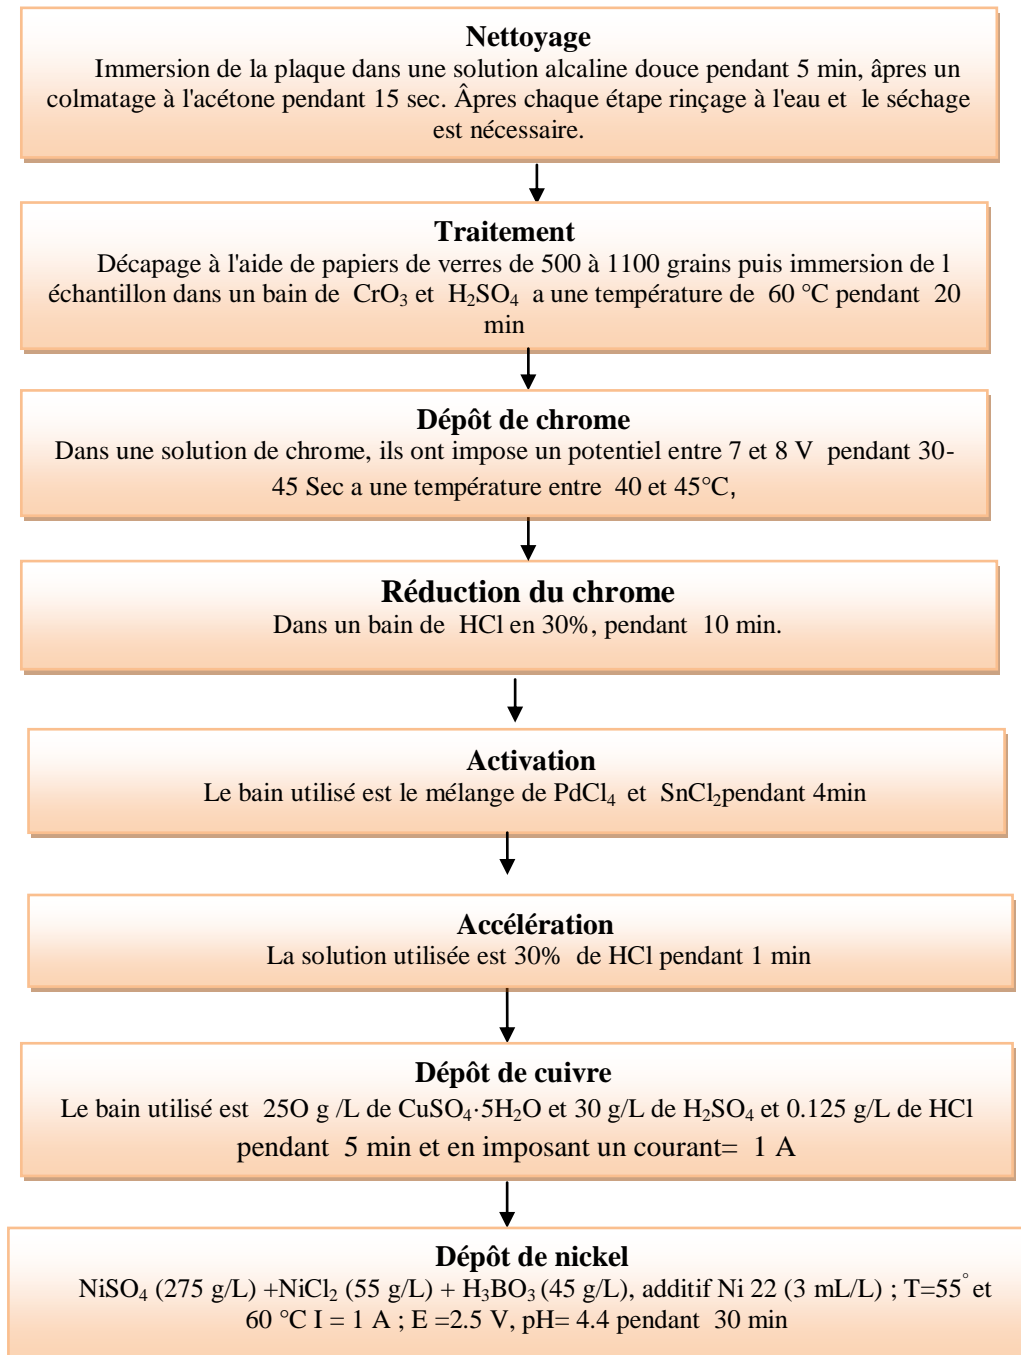 Nettoyage
Immersion de la plaque dans une solution alcaline douce pendant 5 min, âpres un
colmatage à l'acétone pendant 15 sec. Âpres chaque étape rinçage à l'eau et le séchage
est nécessaire.
Traitement
Décapage à l'aide de papiers de verres de 500 à 1100 grains puis immersion de l
échantillon dans un bain de CrO₃ et H₂SO₄ a une température de 60 °C pendant 20
min
Dépôt de chrome
Dans une solution de chrome, ils ont impose un potentiel entre 7 et 8 V pendant 30-
45 Sec a une température entre 40 et 45°C,
Réduction du chrome
Dans un bain de HCl en 30%, pendant 10 min.
Activation
Le bain utilisé est le mélange de PdCl₄ et SnCl₂pendant 4min
Accélération
La solution utilisée est 30% de HCl pendant 1 min
Dépôt de cuivre
Le bain utilisé est 25O g /L de CuSO₄·5H₂O et 30 g/L de H₂SO₄ et 0.125 g/L de HCl
pendant 5 min et en imposant un courant= 1 A
Dépôt de nickel
NiSO₄ (275 g/L) +NiCl₂ (55 g/L) + H₃BO₃ (45 g/L), additif Ni 22 (3 mL/L) ; T=55° et
60 °C I = 1 A ; E =2.5 V, pH= 4.4 pendant 30 min